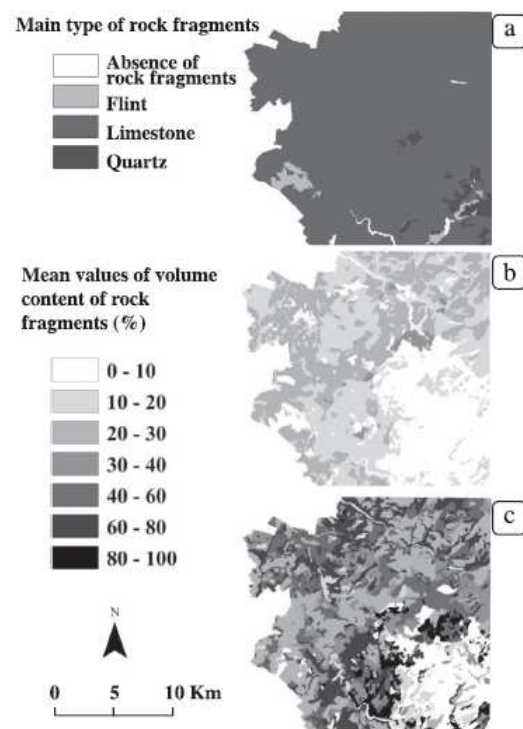 Main type of rock fragments
Absence of
rock fragments
Flint
Limestone
Quartz
a
Mean values of volume
content of rock
fragments (%)
0 - 10
10 - 20
20 - 30
30 - 40
40 - 60
60 - 80
80 - 100
b
c
N
0 5 10 Km